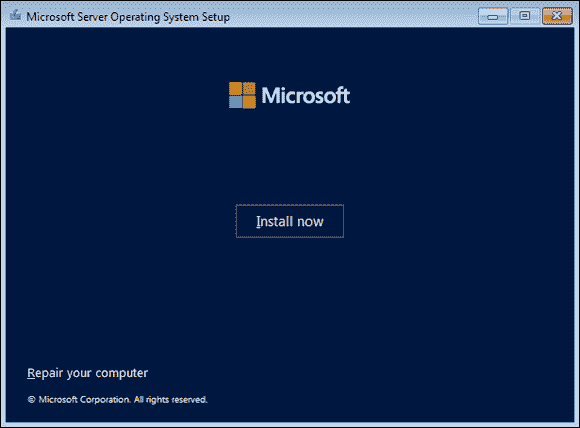 Microsoft Server Operating System Setup
Microsoft
Install now
Repair your computer
© Microsoft Corporation. All rights reserved.